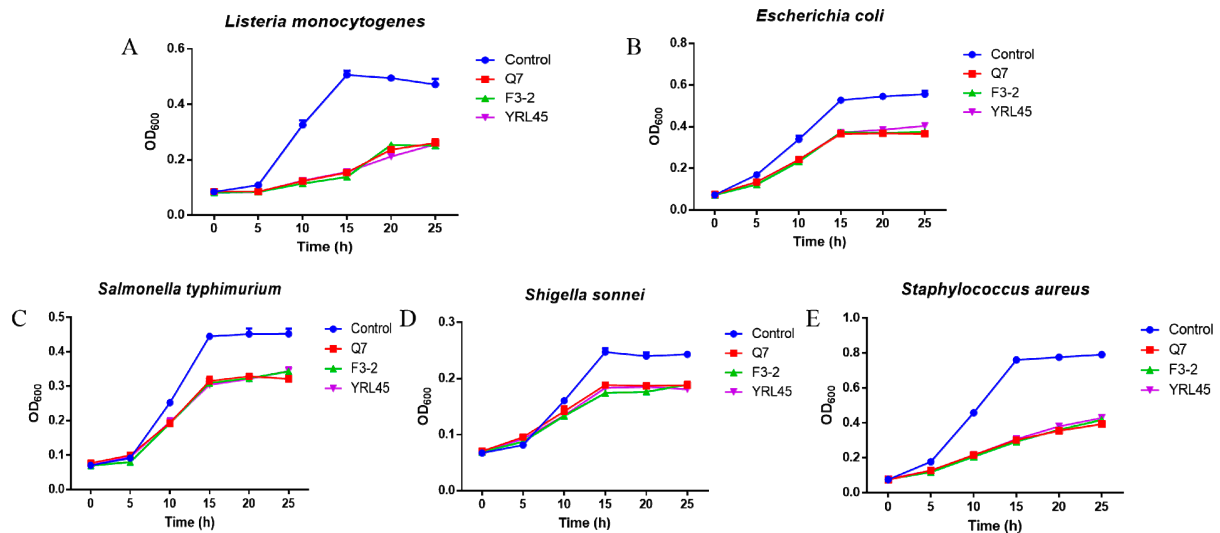 Listeria monocytogenes
A
0.6
0.4
0.2
0.0
OD600
0 5 10 15 20 25
Time (h)
Control
Q7
F3-2
YRL45
Escherichia coli
B
0.8
0.6
0.4
0.2
0.0
OD600
0 5 10 15 20 25
Time (h)
Control
Q7
F3-2
YRL45
Salmonella typhimurium
C
0.5
0.4
0.3
0.2
0.1
0.0
OD600
0 5 10 15 20 25
Time (h)
Control
Q7
F3-2
YRL45
Shigella sonnei
D
0.3
0.2
0.1
0.0
OD600
0 5 10 15 20 25
Time (h)
Control
Q7
F3-2
YRL45
Staphylococcus aureus
E
1.0
0.8
0.6
0.4
0.2
0.0
OD600
0 5 10 15 20 25
Time (h)
Control
Q7
F3-2
YRL45